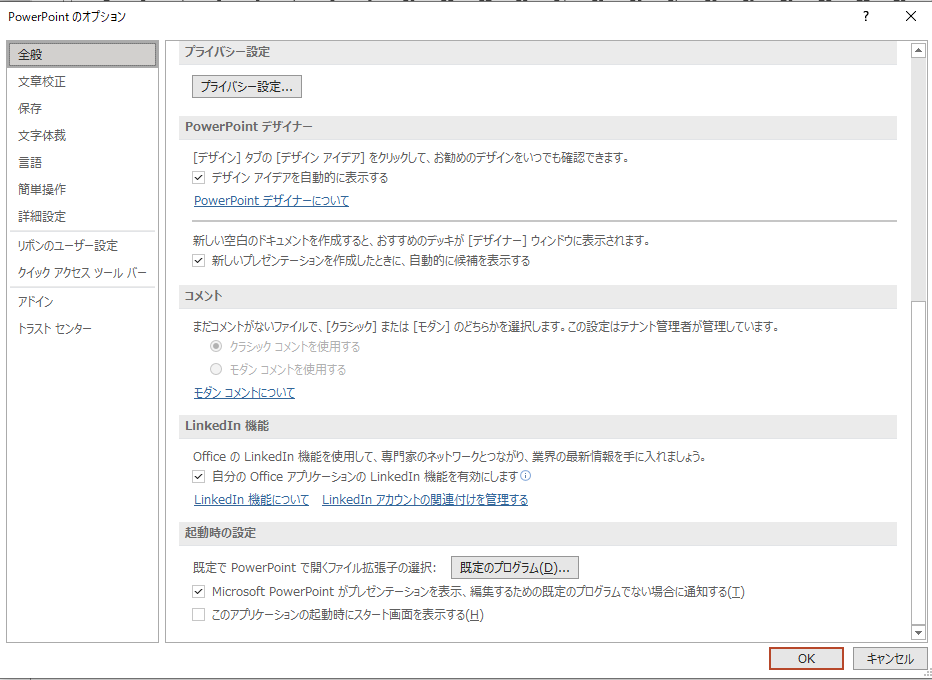 PowerPoint のオプション
?
全般
文章校正
保存
文字体裁
言語
簡単操作
詳細設定
リボンのユーザー設定
クイック アクセス ツール バー
アドイン
トラスト センター
プライバシー設定
プライバシー設定...
PowerPoint デザイナー
[デザイン] タブの [デザイン アイデア] をクリックして、お勧めのデザインをいつでも確認できます。
デザイン アイデアを自動的に表示する
PowerPoint デザイナーについて
新しい空白のドキュメントを作成すると、おすすめのデッキが [デザイナー] ウィンドウに表示されます。
新しいプレゼンテーションを作成したときに、自動的に候補を表示する
コメント
まだコメントがないファイルで、[クラシック] または [モダン] のどちらかを選択します。この設定はテナント管理者が管理しています。
クラシック コメントを使用する
モダン コメントを使用する
モダン コメントについて
LinkedIn 機能
Office の LinkedIn 機能を使用して、専門家のネットワークとつながり、業界の最新情報を手に入れましょう。
自分の Office アプリケーションの LinkedIn 機能を有効にします
LinkedIn 機能について LinkedIn アカウントの関連付けを管理する
起動時の設定
既定で PowerPoint で開くファイル拡張子の選択: 既定のプログラム(D)...
Microsoft PowerPoint がプレゼンテーションを表示、編集するための既定のプログラムでない場合に通知する(T)
このアプリケーションの起動時にスタート画面を表示する(H)
OK キャンセル